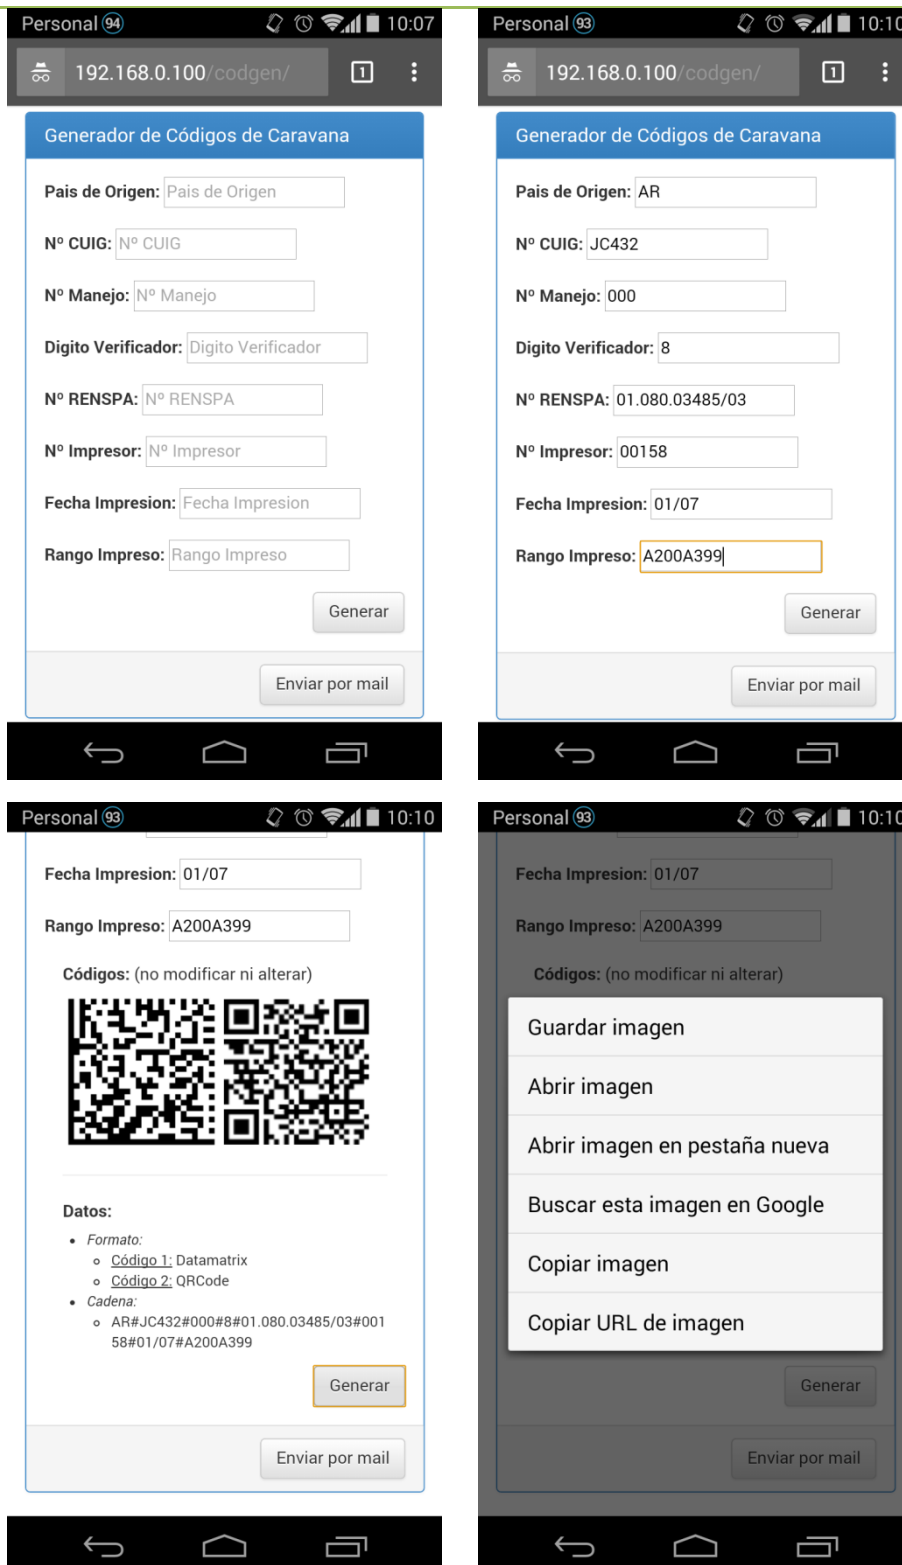 Personal 94 10:07
192.168.0.100/codgen/ 1
Generador de Códigos de Caravana
Pais de Origen: Pais de Origen
Nº CUIG: Nº CUIG
Nº Manejo: Nº Manejo
Digito Verificador: Digito Verificador
Nº RENSPA: Nº RENSPA
Nº Impresor: Nº Impresor
Fecha Impresion: Fecha Impresion
Rango Impreso: Rango Impreso
Generar
Enviar por mail
Personal 93 10:10
192.168.0.100/codgen/ 1
Generador de Códigos de Caravana
Pais de Origen: AR
Nº CUIG: JC432
Nº Manejo: 000
Digito Verificador: 8
Nº RENSPA: 01.080.03485/03
Nº Impresor: 00158
Fecha Impresion: 01/07
Rango Impreso: A200A399
Generar
Enviar por mail
Personal 93 10:10
Fecha Impresion: 01/07
Rango Impreso: A200A399
Códigos: (no modificar ni alterar)
Datos:
• Formato:
Código 1: Datamatrix
Código 2: QRCode
• Cadena:
AR#JC432#000#8#01.080.03485/03#001
58#01/07#A200A399
Generar
Enviar por mail
Personal 93 10:10
Fecha Impresion: 01/07
Rango Impreso: A200A399
Códigos: (no modificar ni alterar)
Guardar imagen
Abrir imagen
Abrir imagen en pestaña nueva
Buscar esta imagen en Google
Copiar imagen
Copiar URL de imagen
Generar
Enviar por mail